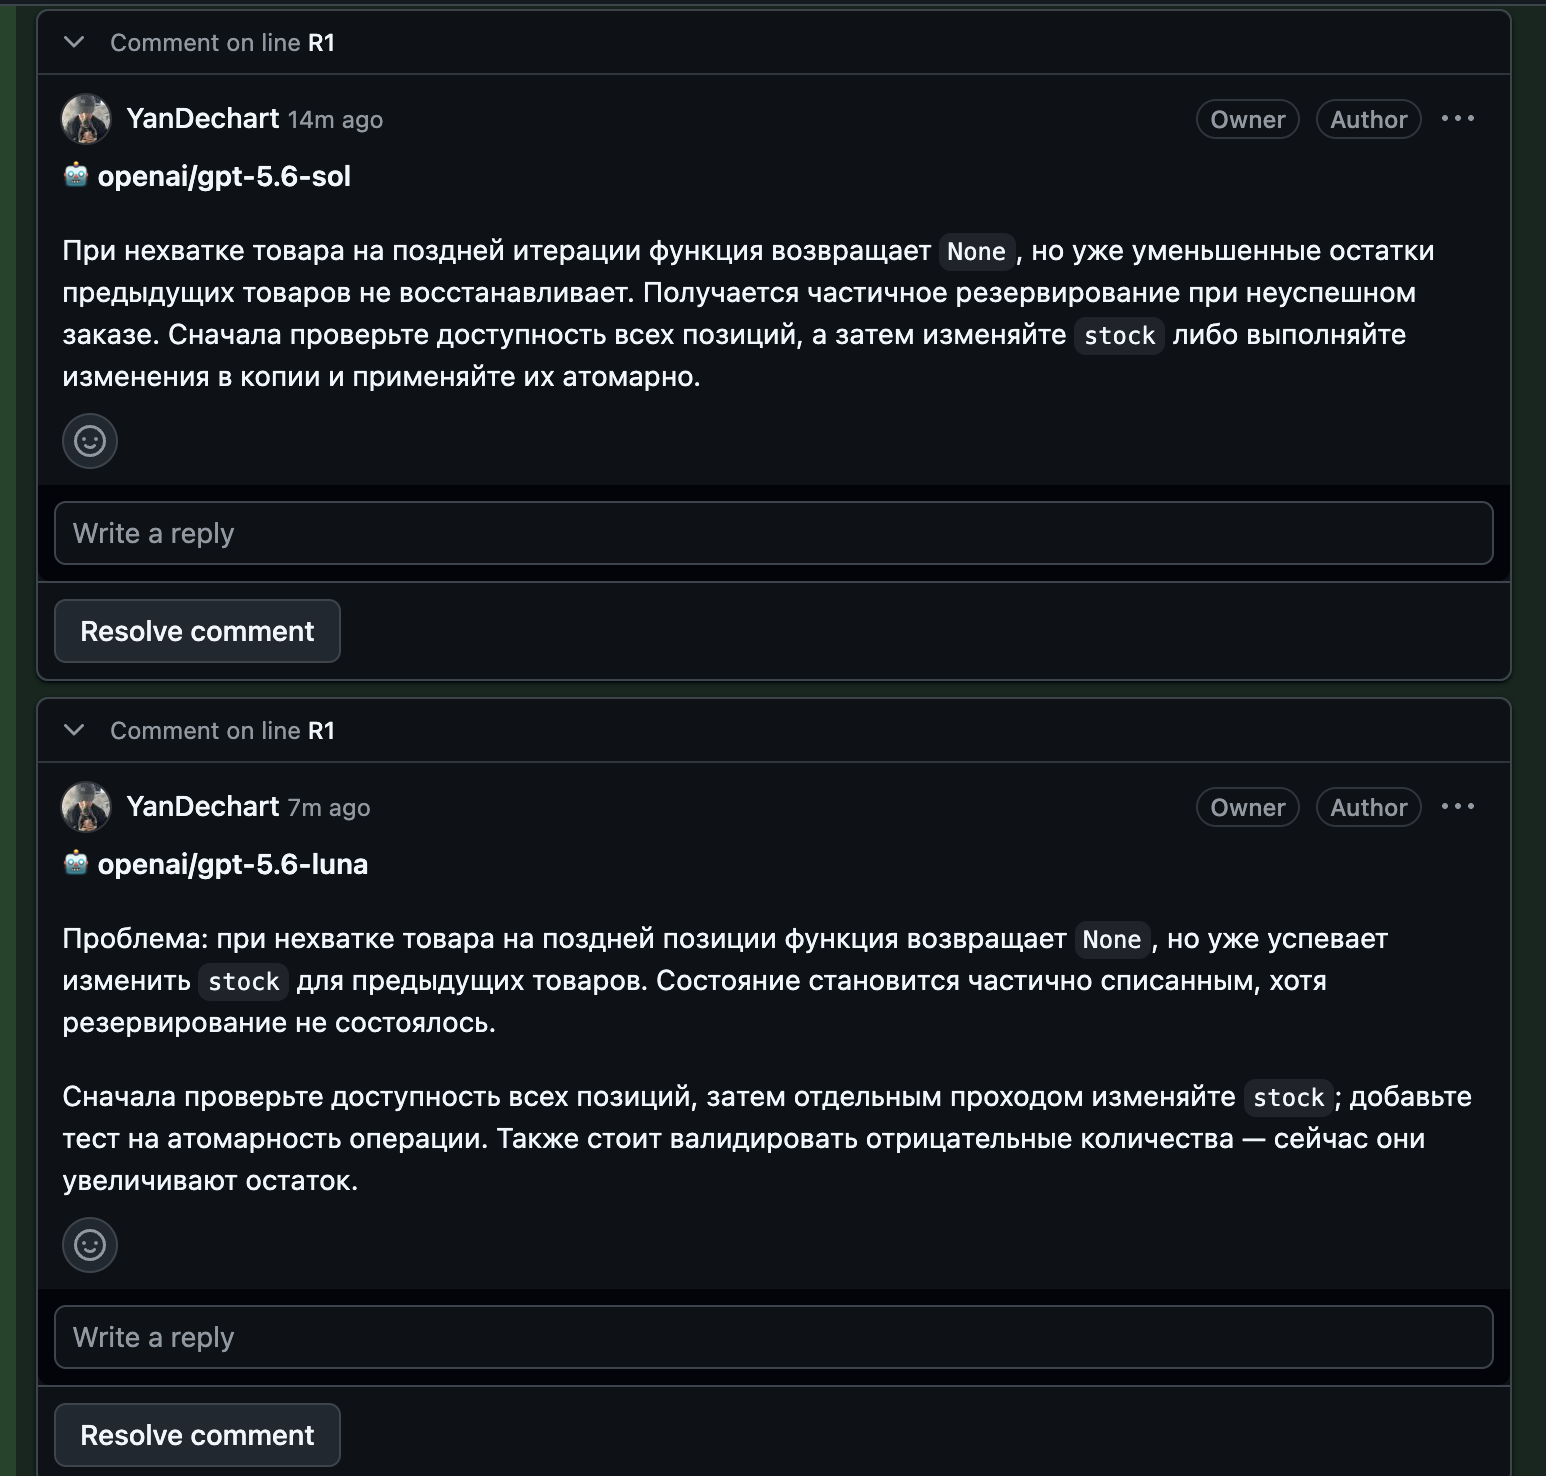 Comment on line R1
YanDechart 14m ago Owner Author
🤖 openai/gpt-5.6-sol
При нехватке товара на поздней итерации функция возвращает None, но уже уменьшенные остатки
предыдущих товаров не восстанавливает. Получается частичное резервирование при неуспешном
заказе. Сначала проверьте доступность всех позиций, а затем изменяйте stock либо выполняйте
изменения в копии и применяйте их атомарно.
Write a reply
Resolve comment
Comment on line R1
YanDechart 7m ago Owner Author
🤖 openai/gpt-5.6-luna
Проблема: при нехватке товара на поздней позиции функция возвращает None, но уже успевает
изменить stock для предыдущих товаров. Состояние становится частично списанным, хотя
резервирование не состоялось.
Сначала проверьте доступность всех позиций, затем отдельным проходом изменяйте stock; добавьте
тест на атомарность операции. Также стоит валидировать отрицательные количества — сейчас они
увеличивают остаток.
Write a reply
Resolve comment